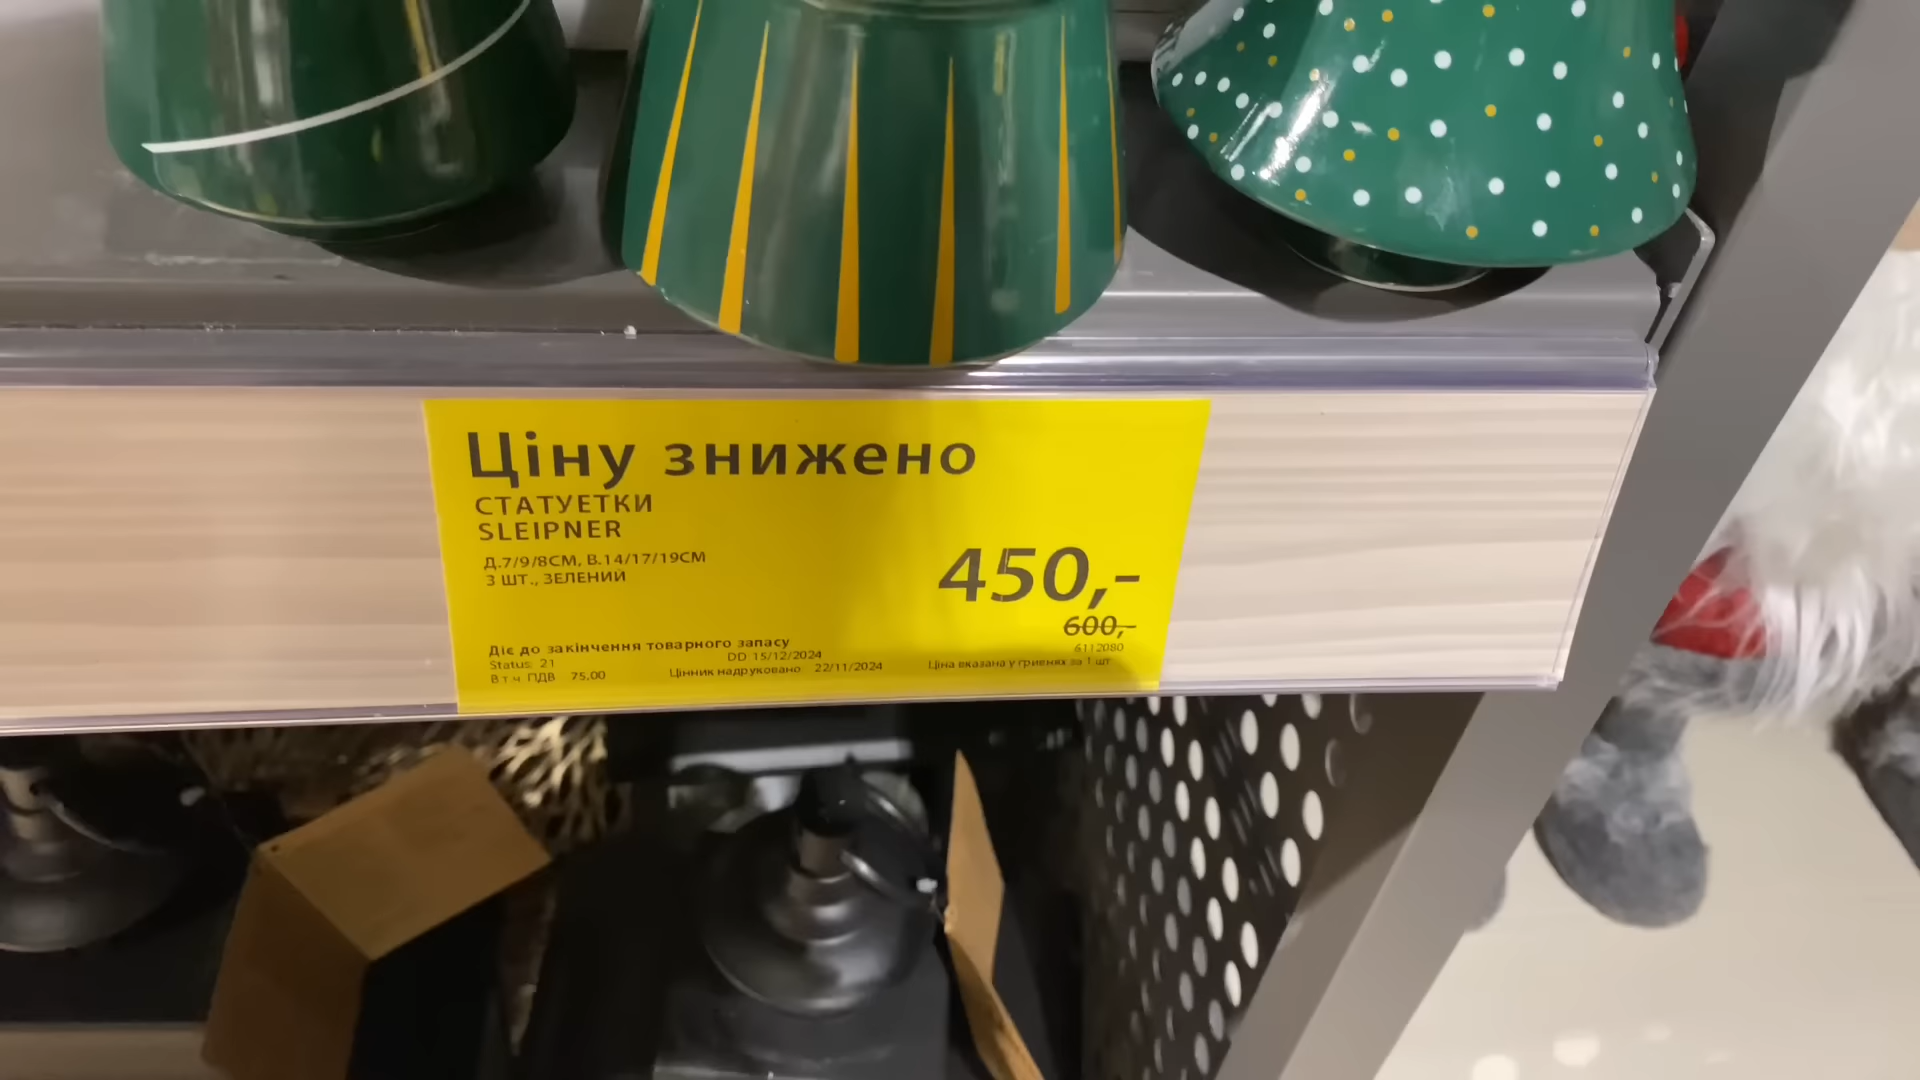 Ціну знижено
СТАТУЕТКИ
SLEIPNER
Д.7/9/8СМ, В.14/17/19СМ
3 ШТ., ЗЕЛЕНИЙ
450,-
600,-
6112080
Діє до закінчення товарного запасу
Status: 21 DD 15/12/2024
В т ч ПДВ 75,00 Цінник надруковано 22/11/2024 Ціна вказана у гривнях за 1 шт